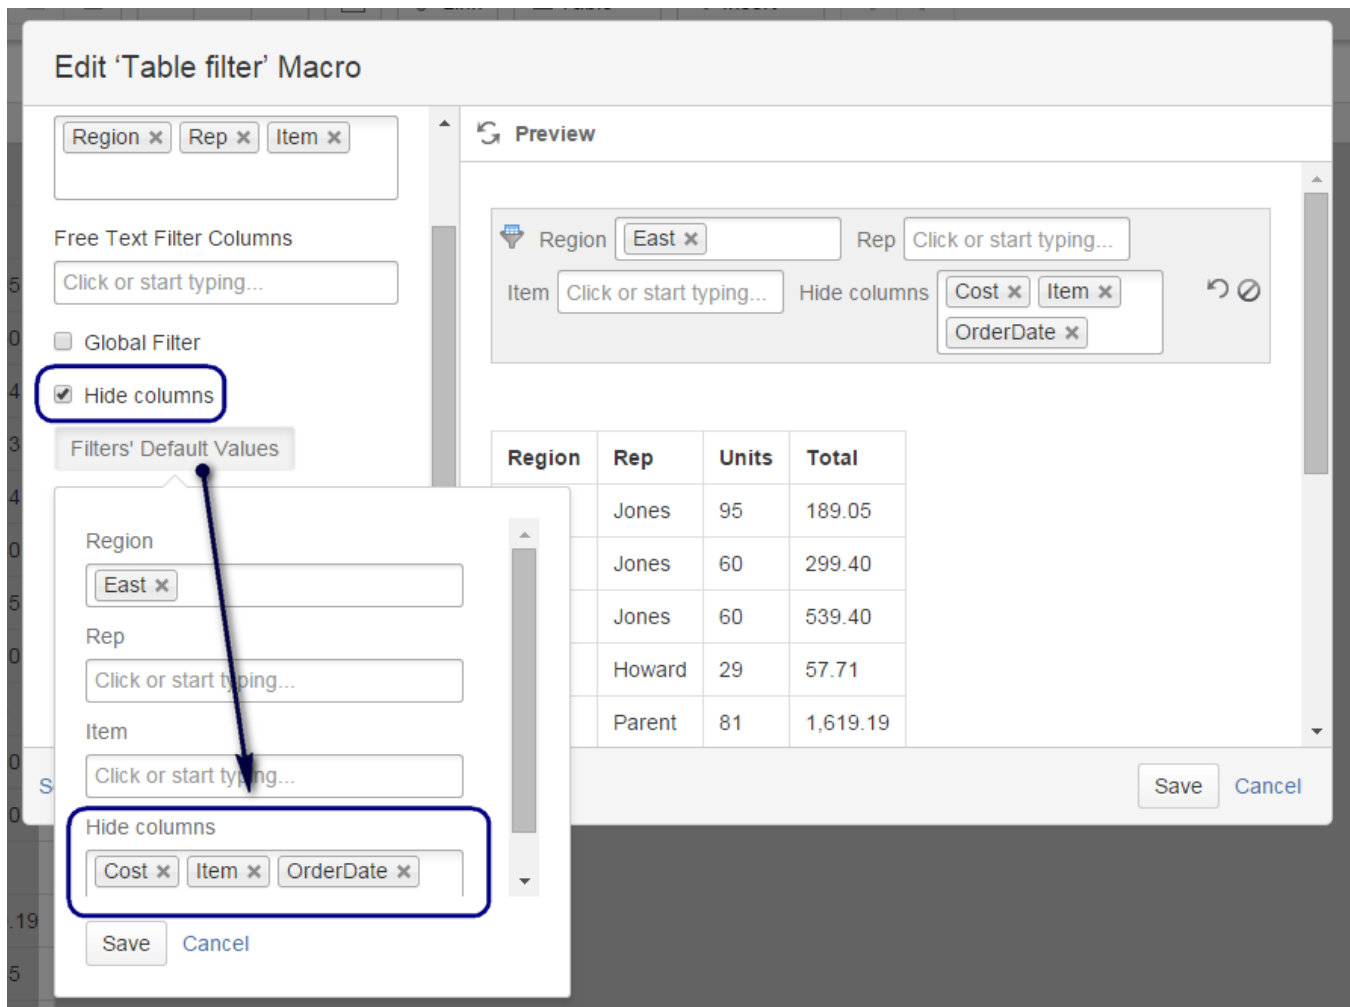 Edit ‘Table filter’ Macro
Region × Rep × Item ×
Free Text Filter Columns
Click or start typing...
Global Filter
Hide columns
Filters' Default Values
Region
East ×
Rep
Click or start typing...
Item
Click or start typing...
Hide columns
Cost × Item × OrderDate ×
Save Cancel
Preview
Region East × Rep Click or start typing...
Item Click or start typing... Hide columns Cost × Item ×
OrderDate ×
Region Rep Units Total
Jones 95 189.05
Jones 60 299.40
Jones 60 539.40
Howard 29 57.71
Parent 81 1,619.19
Save Cancel